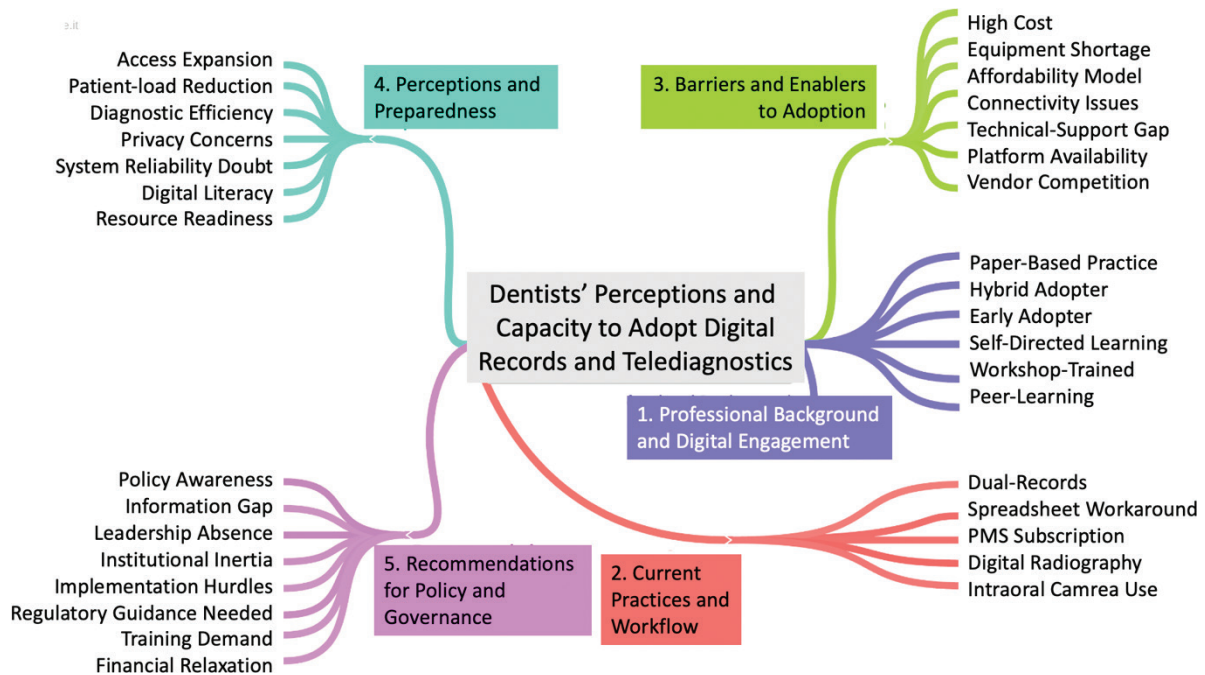 e.it
Access Expansion
Patient-load Reduction
Diagnostic Efficiency
Privacy Concerns
System Reliability Doubt
Digital Literacy
Resource Readiness
4. Perceptions and
Preparedness
3. Barriers and Enablers
to Adoption
High Cost
Equipment Shortage
Affordability Model
Connectivity Issues
Technical-Support Gap
Platform Availability
Vendor Competition
Dentists’ Perceptions and
Capacity to Adopt Digital
Records and Telediagnostics
Paper-Based Practice
Hybrid Adopter
Early Adopter
Self-Directed Learning
Workshop-Trained
Peer-Learning
1. Professional Background
and Digital Engagement
Policy Awareness
Information Gap
Leadership Absence
Institutional Inertia
Implementation Hurdles
Regulatory Guidance Needed
Training Demand
Financial Relaxation
5. Recommendations
for Policy and
Governance
2. Current
Practices and
Workflow
Dual-Records
Spreadsheet Workaround
PMS Subscription
Digital Radiography
Intraoral Camrea Use